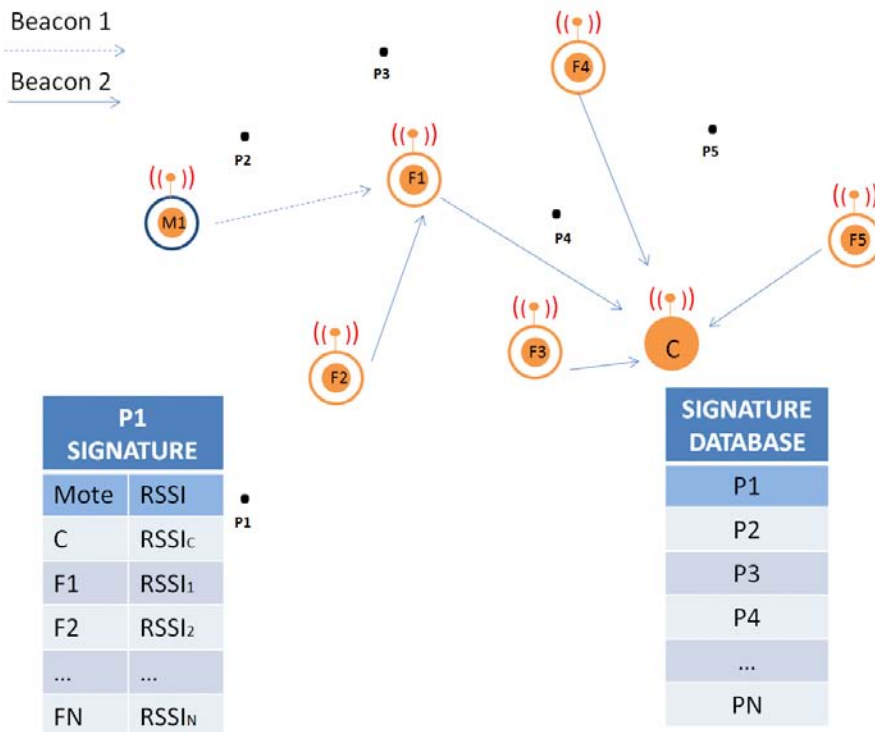 Beacon 1
Beacon 2
P3
F4
P2
P5
F1
M1
P4
F5
F2
F3
C
P1
SIGNATURE
Mote RSSI
C RSSIC
F1 RSSI1
F2 RSSI2
... ...
FN RSSIN
P1
SIGNATURE
DATABASE
P1
P2
P3
P4
...
PN